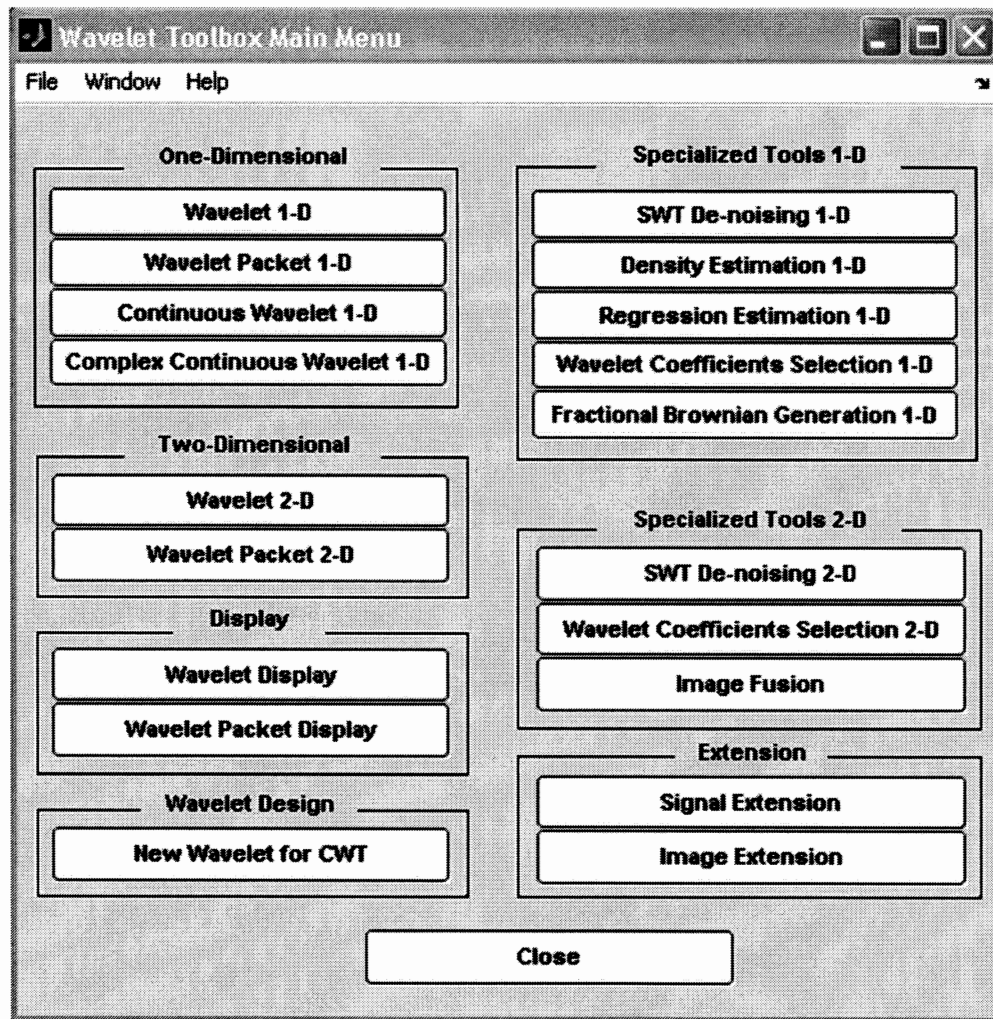 Wavelet Toolbox Main Menu
File Window Help
One-Dimensional
Wavelet 1-D
Wavelet Packet 1-D
Continuous Wavelet 1-D
Complex Continuous Wavelet 1-D
Two-Dimensional
Wavelet 2-D
Wavelet Packet 2-D
Display
Wavelet Display
Wavelet Packet Display
Wavelet Design
New Wavelet for CWT
Specialized Tools 1-D
SWT De-noising 1-D
Density Estimation 1-D
Regression Estimation 1-D
Wavelet Coefficients Selection 1-D
Fractional Brownian Generation 1-D
Specialized Tools 2-D
SWT De-noising 2-D
Wavelet Coefficients Selection 2-D
Image Fusion
Extension
Signal Extension
Image Extension
Close